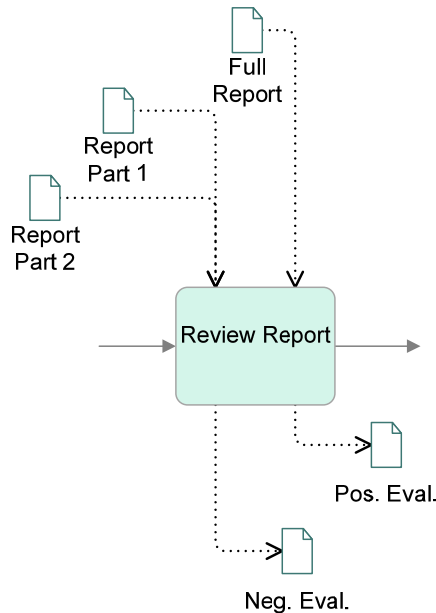 Full
Report
Report
Part 1
Report
Part 2
Review Report
Pos. Eval.
Neg. Eval.